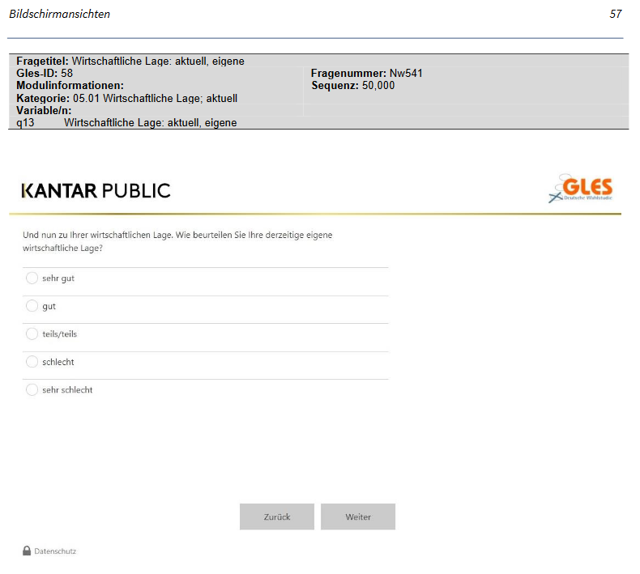 Bildschirmansichten 57
Fragetitel: Wirtschaftliche Lage: aktuell, eigene
Gles-ID: 58 Fragenummer: Nw541
Modulinformationen: Sequenz: 50,000
Kategorie: 05.01 Wirtschaftliche Lage; aktuell
Variable/n:
q13 Wirtschaftliche Lage: aktuell, eigene
KANTAR PUBLIC GLES
Deutsche Wahlstudie
Und nun zu Ihrer wirtschaftlichen Lage. Wie beurteilen Sie Ihre derzeitige eigene
wirtschaftliche Lage?
sehr gut
gut
teils/teils
schlecht
sehr schlecht
Zurück Weiter
Datenschutz